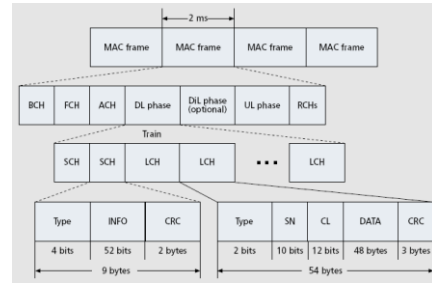 2 ms
MAC frame MAC frame MAC frame MAC frame
BCH FCH ACH DL phase DiL phase (optional) UL phase RCHs
Train
SCH SCH LCH LCH ••• LCH
Type INFO CRC Type SN CL DATA CRC
4 bits 52 bits 2 bytes 2 bits 10 bits 12 bits 48 bytes 3 bytes
9 bytes 54 bytes